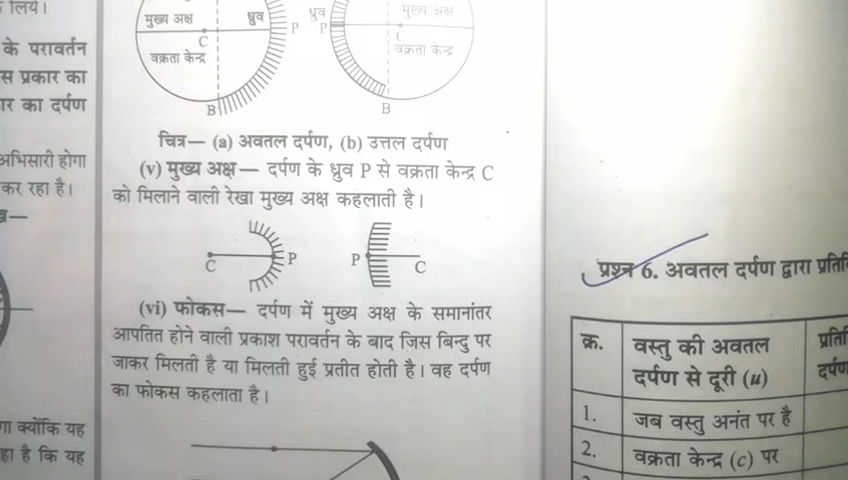 लिये।
के परावर्तन
स प्रकार का
ार का दर्पण
अभिसारी होगा
कर रहा है।
गा क्योंकि यह
हा है कि यह
मुख्य अक्ष ध्रुव P
C
वक्रता केन्द्र
B
ध्रुव मुख्य अक्ष
P C
वक्रता केन्द्र
B
चित्र— (a) अवतल दर्पण, (b) उत्तल दर्पण
(v) मुख्य अक्ष— दर्पण के ध्रुव P से वक्रता केन्द्र C
को मिलाने वाली रेखा मुख्य अक्ष कहलाती है।
C P P C
(vi) फोकस— दर्पण में मुख्य अक्ष के समानांतर
आपतित होने वाली प्रकाश परावर्तन के बाद जिस बिन्दु पर
जाकर मिलती है या मिलती हुई प्रतीत होती है। वह दर्पण
का फोकस कहलाता है।
प्रश्न 6. अवतल दर्पण द्वारा प्रति
क्र. वस्तु की अवतल प्रति
दर्पण से दूरी (u) दर्पण
1. जब वस्तु अनंत पर है
2. वक्रता केन्द्र (c) पर